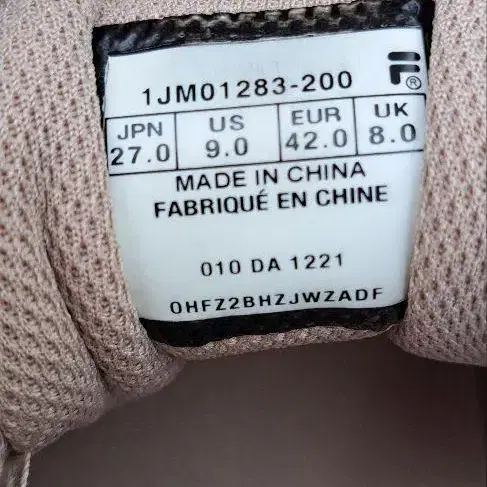 1JM01283-200
JPN US EUR UK
27.0 9.0 42.0 8.0
MADE IN CHINA
FABRIQUÉ EN CHINE
010 DA 1221
0HFZ2BHZJWZADF